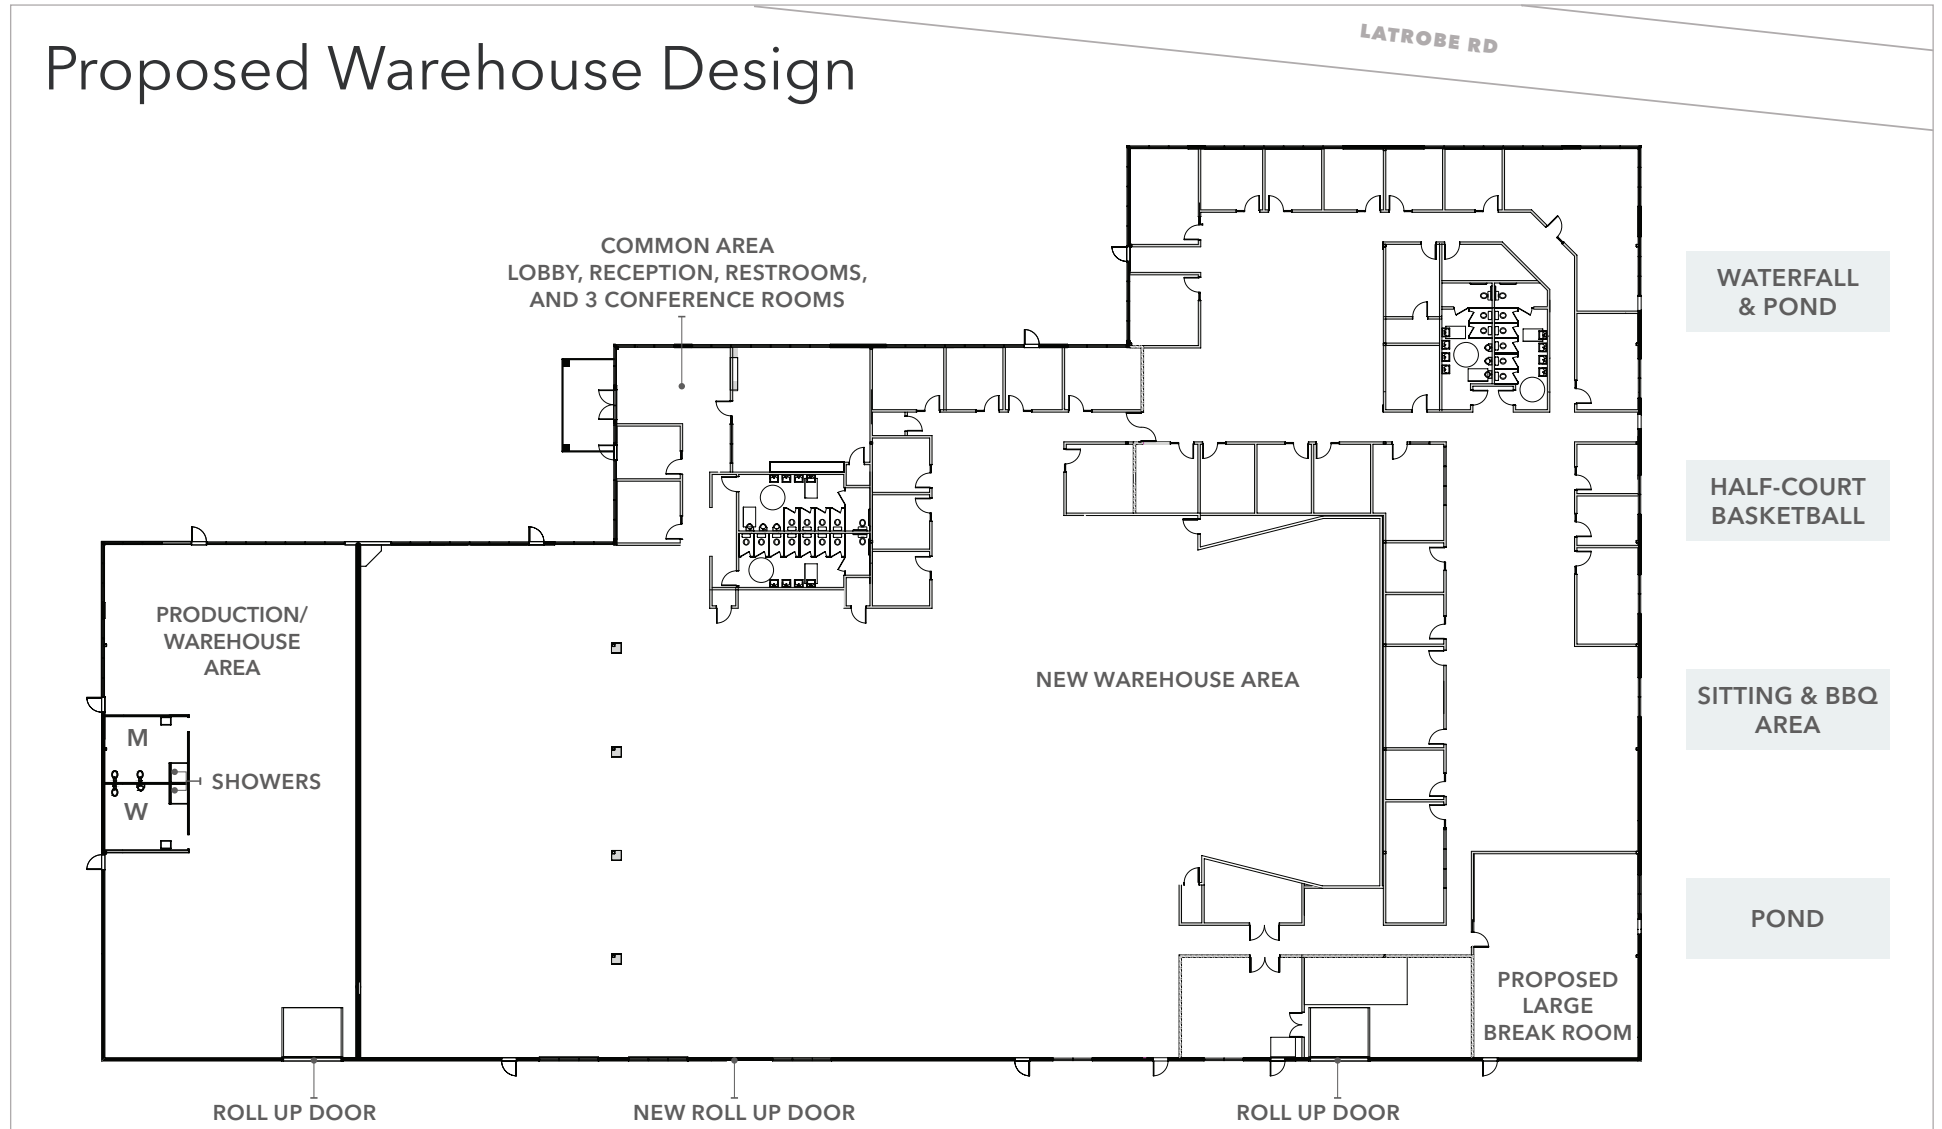 Proposed Warehouse Design
LATROBE RD
COMMON AREA
LOBBY, RECEPTION, RESTROOMS,
AND 3 CONFERENCE ROOMS
WATERFALL
& POND
HALF-COURT
BASKETBALL
PRODUCTION/
WAREHOUSE
AREA
NEW WAREHOUSE AREA
SITTING & BBQ
AREA
M
SHOWERS
W
POND
PROPOSED
LARGE
BREAK ROOM
ROLL UP DOOR
NEW ROLL UP DOOR
ROLL UP DOOR